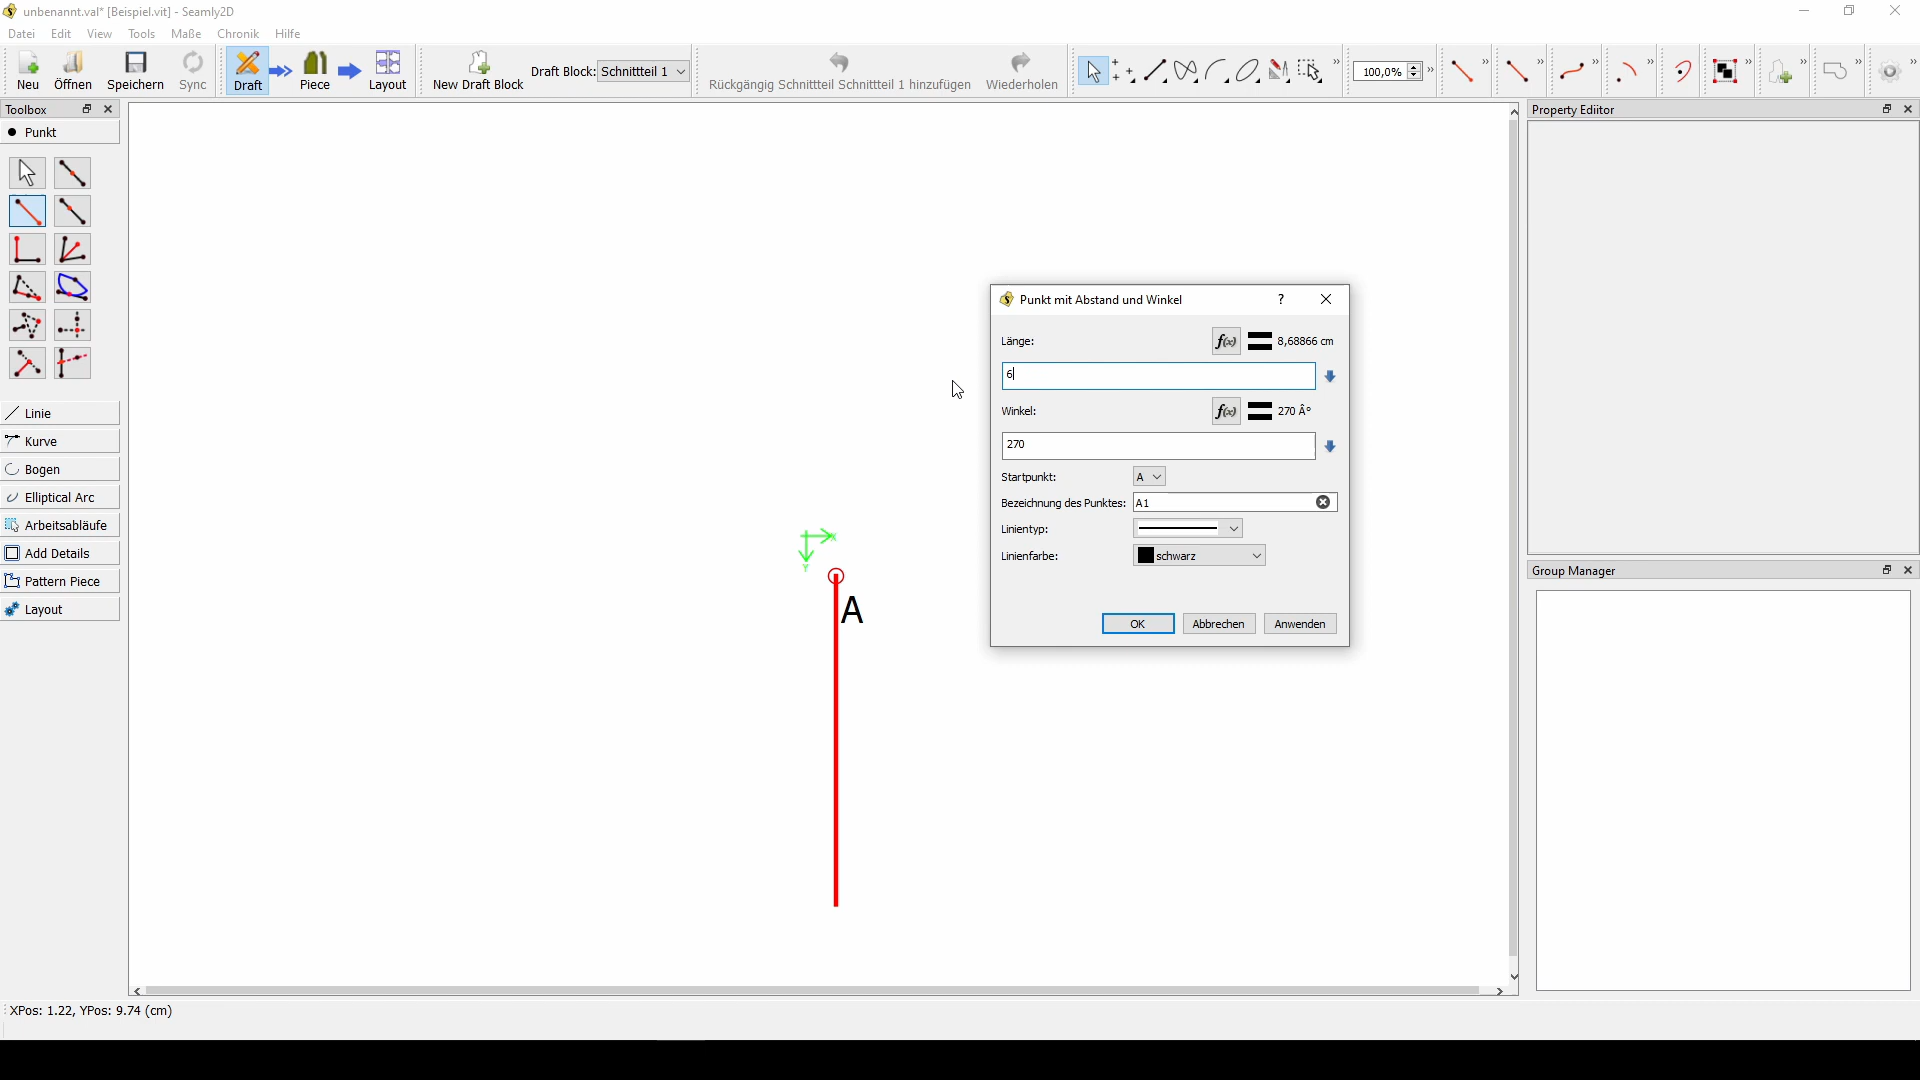 unbenannt.val* [Beispiel.vit] - Seamly2D
Datei Edit View Tools Maße Chronik Hilfe
Neu Öffnen Speichern Sync Draft Piece Layout New Draft Block Draft Block: Schnittteil 1 Rückgängig Schnittteil Schnittteil 1 hinzufügen Wiederholen 100,0%
Toolbox
Punkt
Linie
Kurve
Bogen
Elliptical Arc
Arbeitsabläufe
Add Details
Pattern Piece
Layout
X
Y
A
Punkt mit Abstand und Winkel ?
Länge: f(x) 8,68866 cm
6
Winkel: f(x) 270 Â°
270
Startpunkt: A
Bezeichnung des Punktes: A1
Linientyp:
Linienfarbe: schwarz
OK Abbrechen Anwenden
Property Ediitor
Group Manager
XPos: 1.22, YPos: 9.74 (cm)